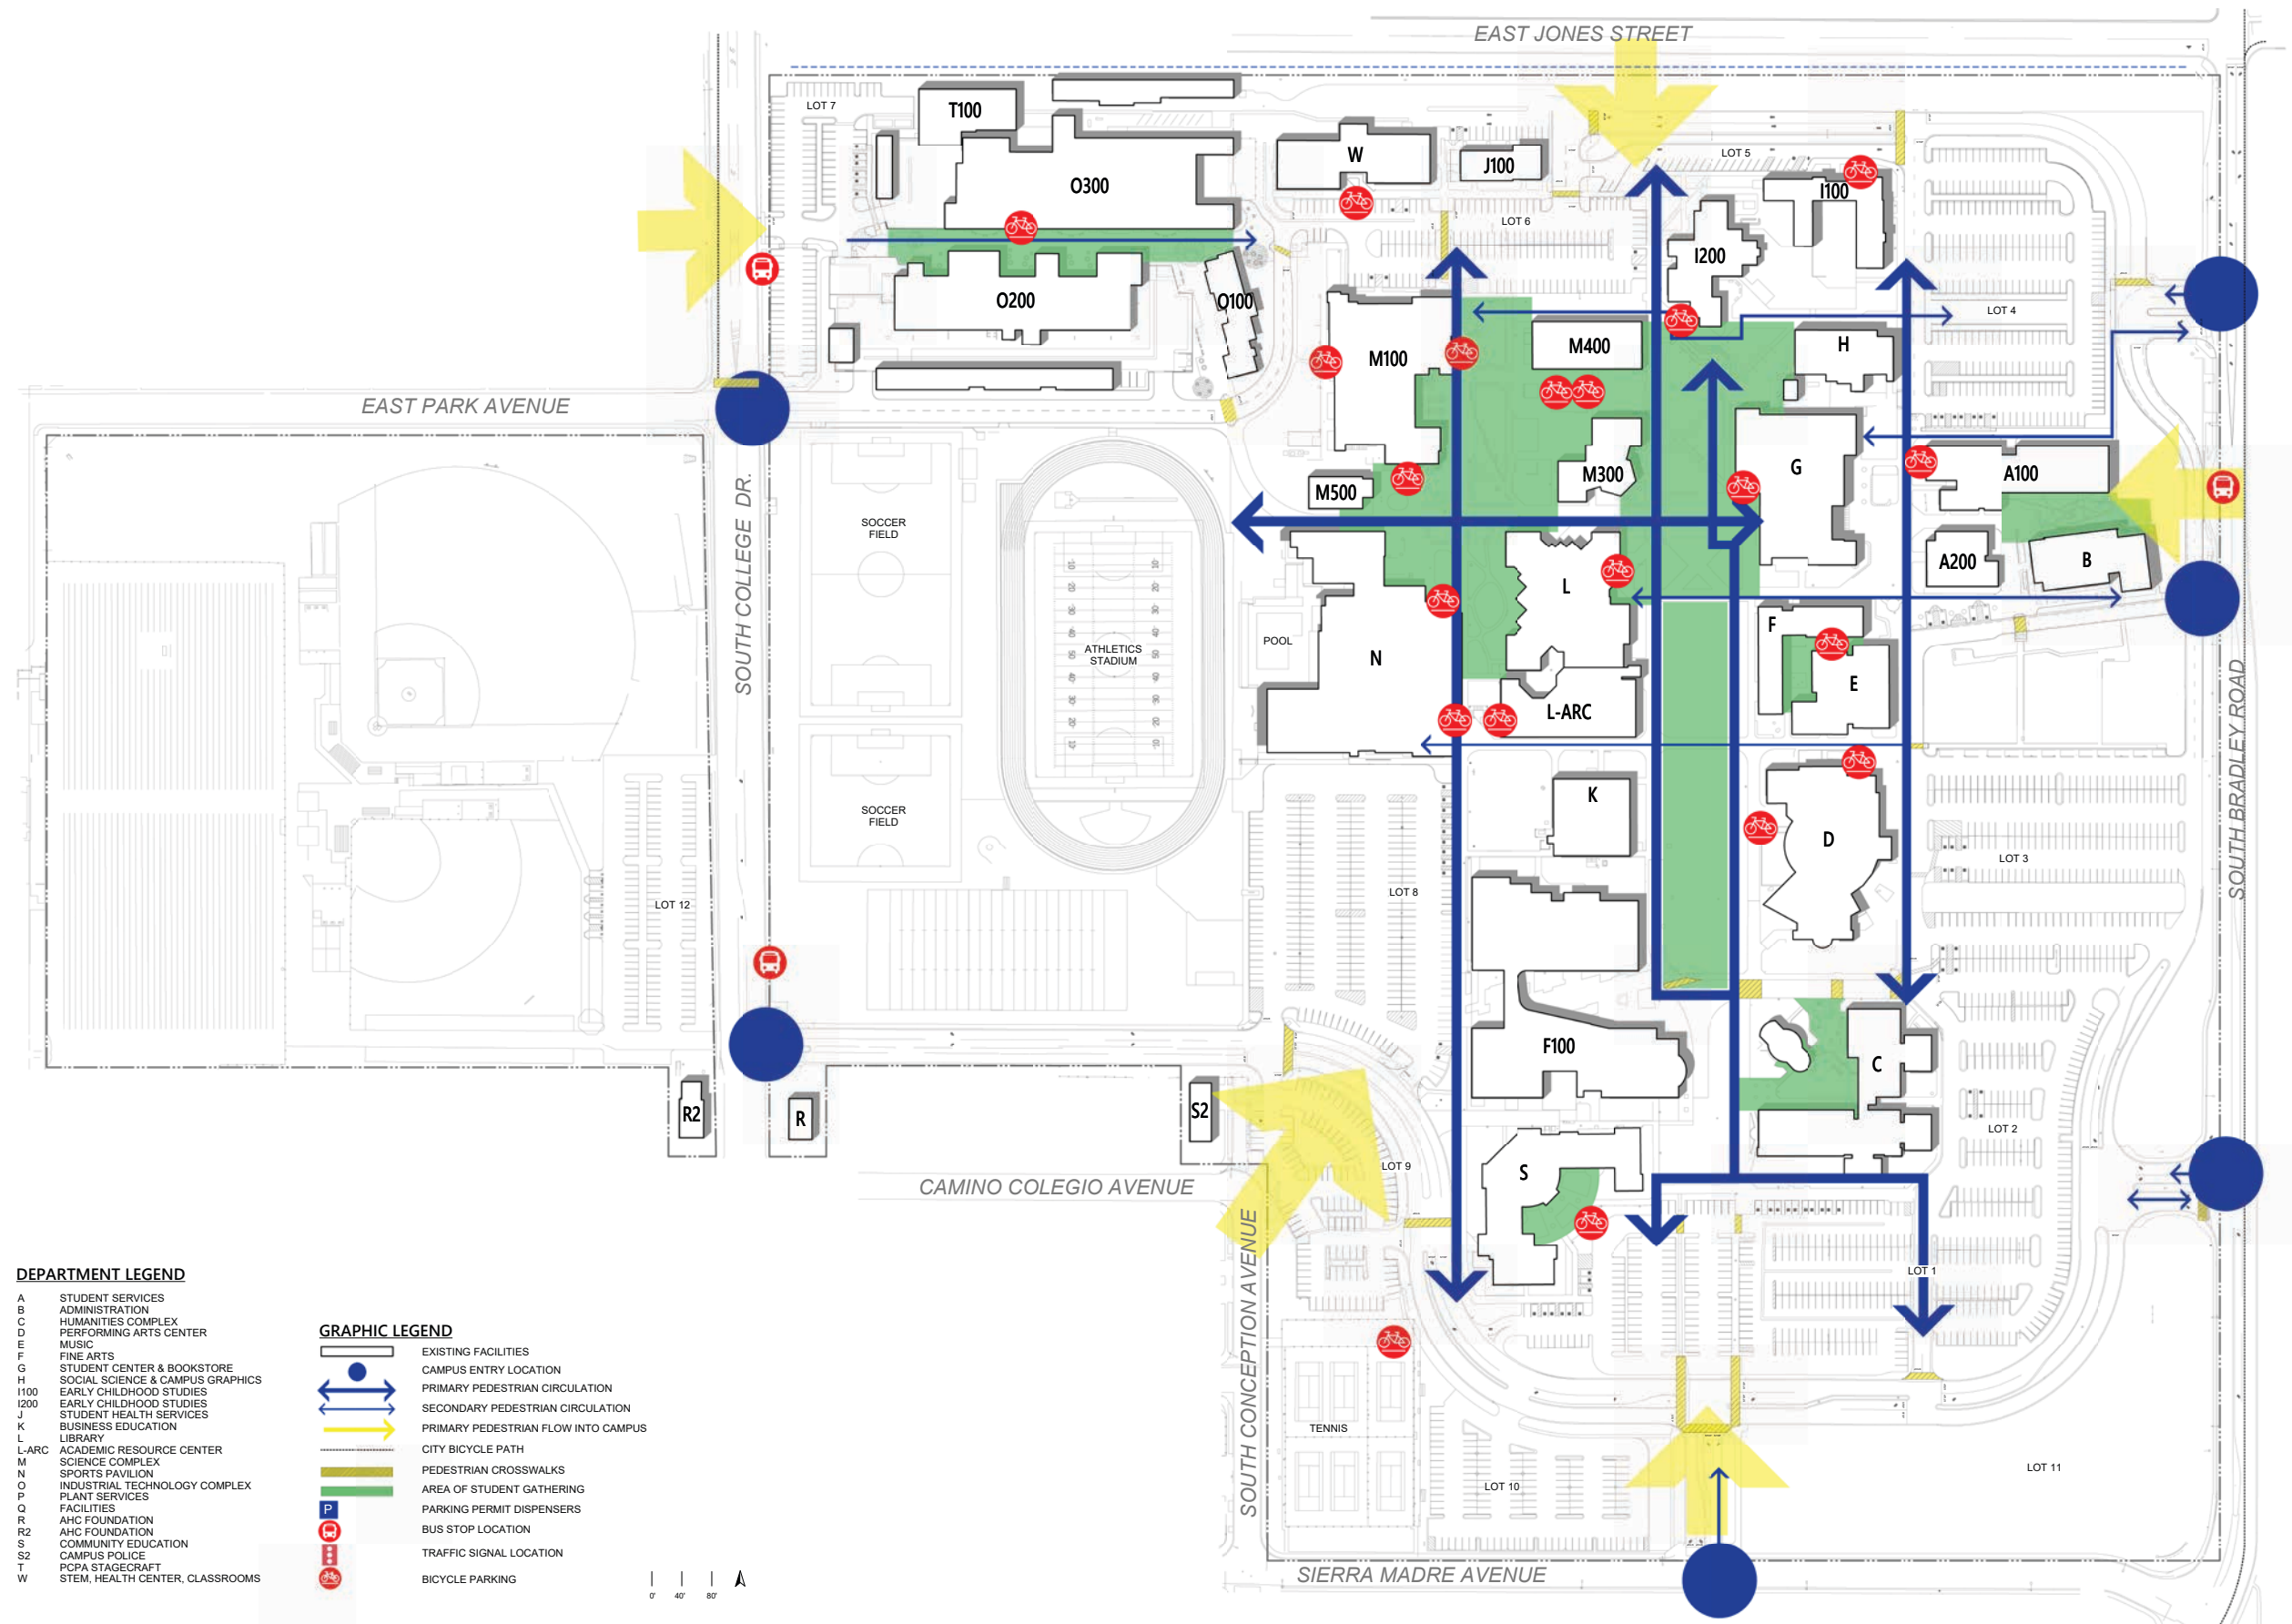 EAST JONES STREET
LOT 7
T100
W
J100
LOT 5
O300
I100
LOT 6
I200
O200
O100
LOT 4
M100
M400
H
EAST PARK AVENUE
M300
G
A100
M500
SOUTH COLLEGE DR.
SOCCER
FIELD
A200
B
L
F
POOL
ATHLETICS
STADIUM
N
E
L-ARC
SOUTH BRADLEY ROAD
K
SOCCER
FIELD
D
LOT 3
LOT 8
LOT 12
F100
C
R2
R
S2
LOT 2
LOT 9
S
CAMINO COLEGIO AVENUE
SOUTH CONCEPTION AVENUE
LOT 1
TENNIS
LOT 10
LOT 11
SIERRA MADRE AVENUE
DEPARTMENT LEGEND
A STUDENT SERVICES
B ADMINISTRATION
C HUMANITIES COMPLEX
D PERFORMING ARTS CENTER
E MUSIC
F FINE ARTS
G STUDENT CENTER & BOOKSTORE
H SOCIAL SCIENCE & CAMPUS GRAPHICS
I100 EARLY CHILDHOOD STUDIES
I200 EARLY CHILDHOOD STUDIES
J STUDENT HEALTH SERVICES
K BUSINESS EDUCATION
L LIBRARY
L-ARC ACADEMIC RESOURCE CENTER
M SCIENCE COMPLEX
N SPORTS PAVILION
O INDUSTRIAL TECHNOLOGY COMPLEX
P PLANT SERVICES
Q FACILITIES
R AHC FOUNDATION
R2 AHC FOUNDATION
S COMMUNITY EDUCATION
S2 CAMPUS POLICE
T PCPA STAGECRAFT
W STEM, HEALTH CENTER, CLASSROOMS
GRAPHIC LEGEND
EXISTING FACILITIES
CAMPUS ENTRY LOCATION
PRIMARY PEDESTRIAN CIRCULATION
SECONDARY PEDESTRIAN CIRCULATION
PRIMARY PEDESTRIAN FLOW INTO CAMPUS
CITY BICYCLE PATH
PEDESTRIAN CROSSWALKS
AREA OF STUDENT GATHERING
P PARKING PERMIT DISPENSERS
BUS STOP LOCATION
TRAFFIC SIGNAL LOCATION
BICYCLE PARKING
0' 40' 80'